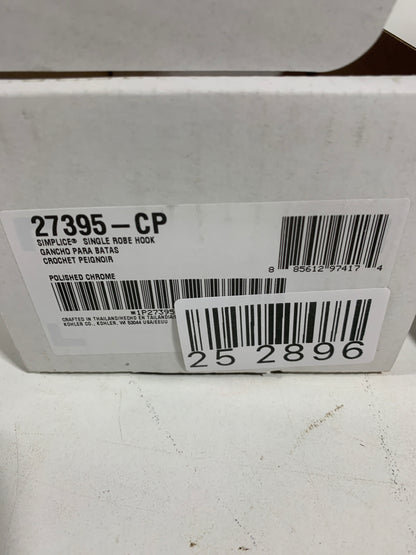 27395-CP
SIMPLICE® SINGLE ROBE HOOK
GANCHO PARA BATAS
CROCHET PEIGNOIR
8 85612 97417 4
POLISHED CHROME
*1P27395
CRAFTED IN THAILAND/HECHO EN TAILANDIA/
KOHLER CO., KOHLER, WI 53044 USA/EEUU
25 2896